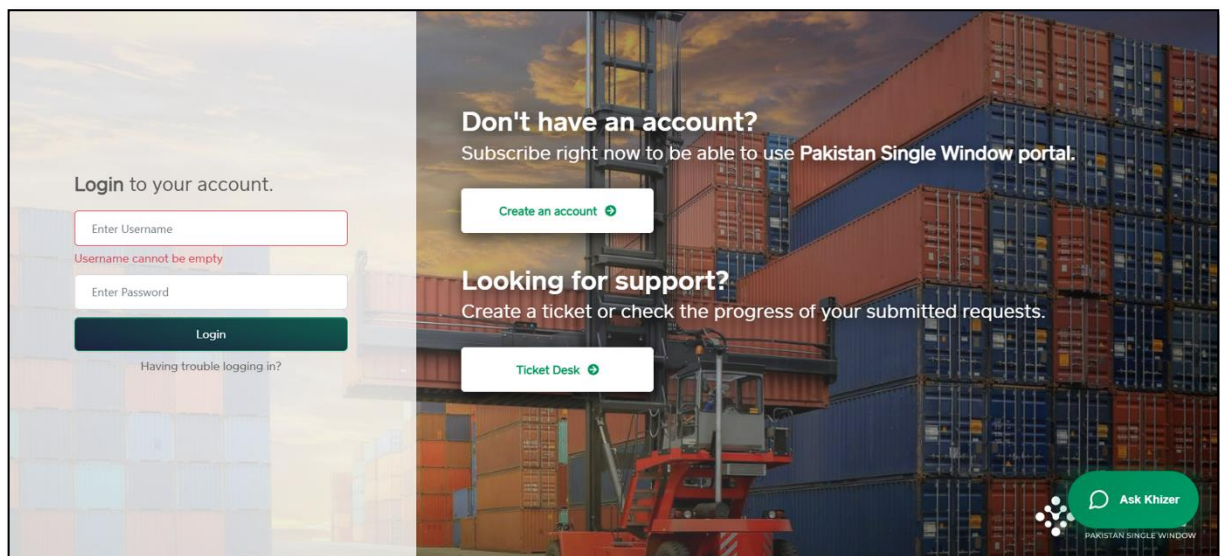 Login to your account.
Enter Username
Username cannot be empty
Enter Password
Login
Having trouble logging in?
Don't have an account?
Subscribe right now to be able to use Pakistan Single Window portal.
Create an account
Looking for support?
Create a ticket or check the progress of your submitted requests.
Ticket Desk
Ask Khizer
PAKISTAN SINGLE WINDOW